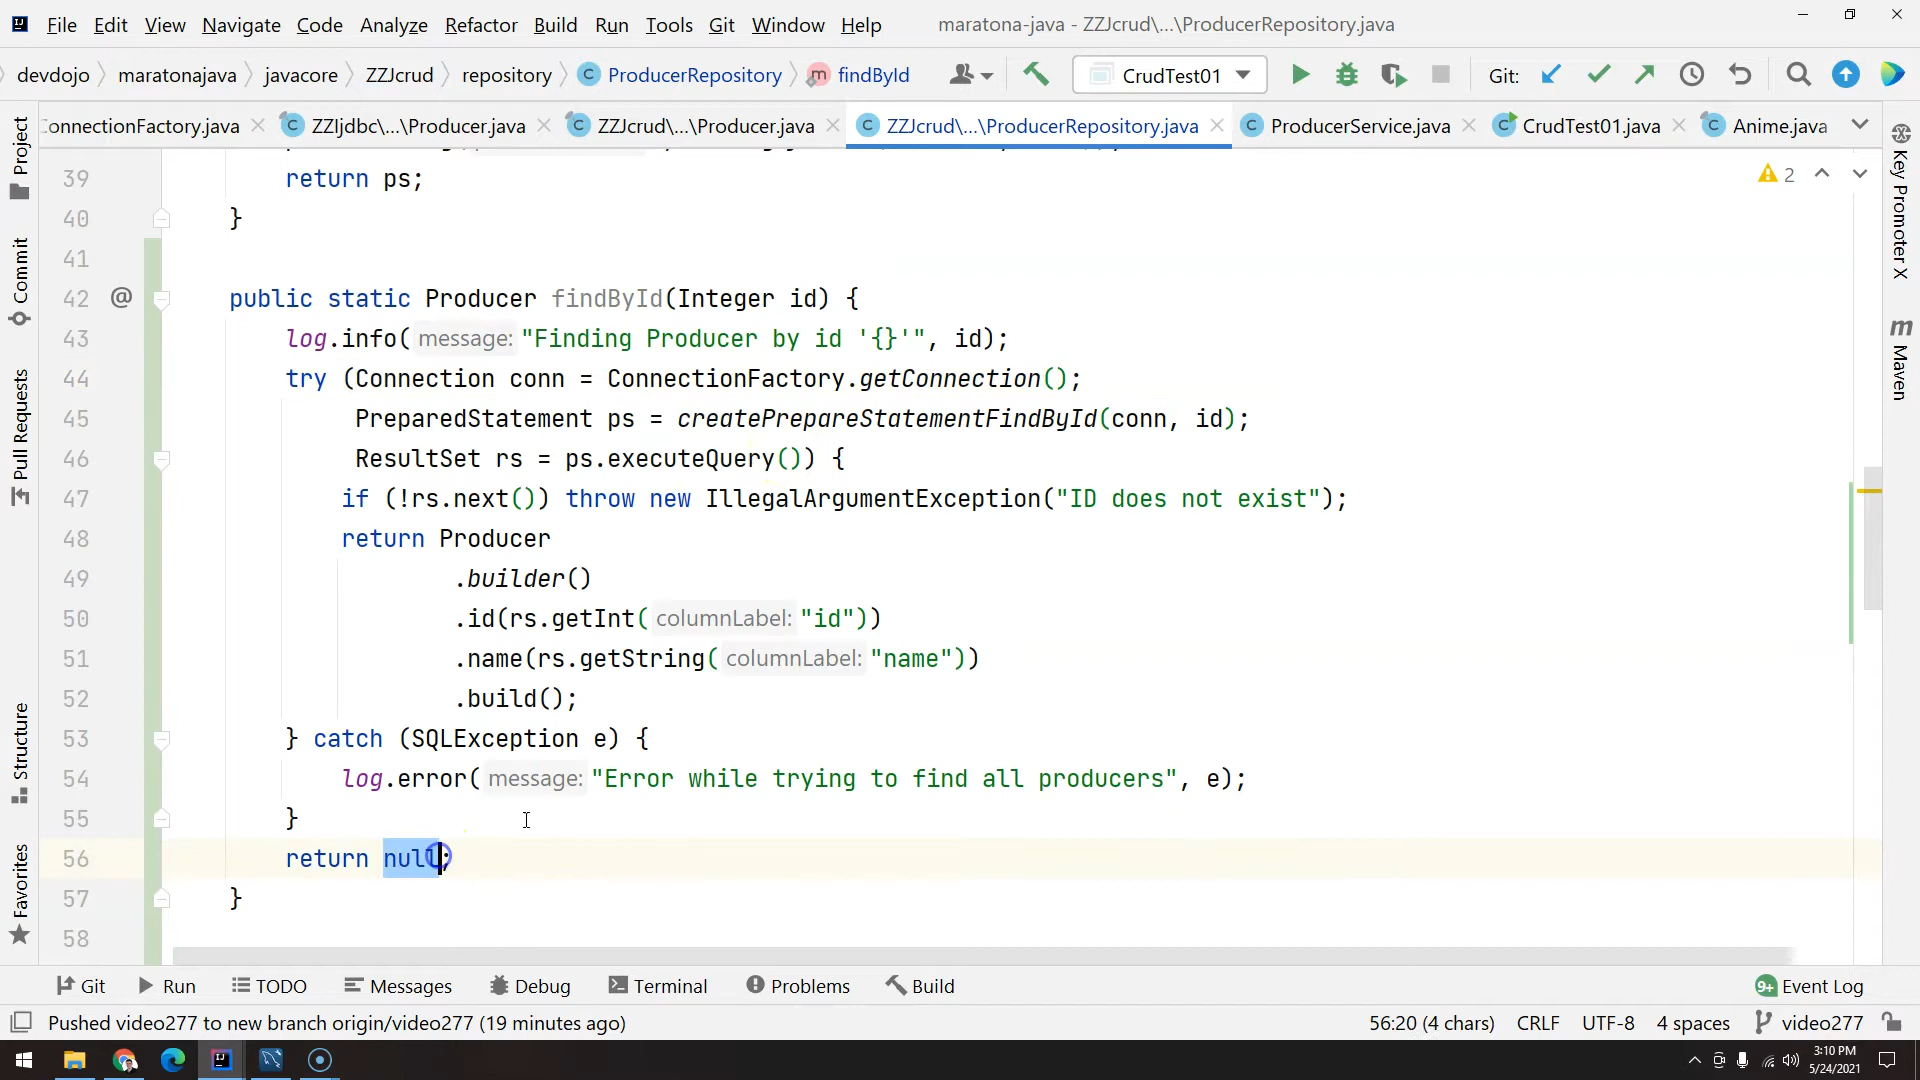 File Edit View Navigate Code Analyze Refactor Build Run Tools Git Window Help maratona-java - ZZJcrud\...\ProducerRepository.java
devdojo maratonajava javacore ZZJcrud repository ProducerRepository findById CrudTest01 Git:
ConnectionFactory.java ZZIjdbc\...\Producer.java ZZJcrud\...\Producer.java ZZJcrud\...\ProducerRepository.java ProducerService.java CrudTest01.java Anime.java
39 return ps; 2
40 }
41
42 @ public static Producer findById(Integer id) {
43 log.info( message: "Finding Producer by id '{}'", id);
44 try (Connection conn = ConnectionFactory.getConnection();
45 PreparedStatement ps = createPrepareStatementFindById(conn, id);
46 ResultSet rs = ps.executeQuery()) {
47 if (!rs.next()) throw new IllegalArgumentException("ID does not exist");
48 return Producer
49 .builder()
50 .id(rs.getInt( columnLabel: "id"))
51 .name(rs.getString( columnLabel: "name"))
52 .build();
53 } catch (SQLException e) {
54 log.error( message: "Error while trying to find all producers", e);
55 }
56 return null;
57 }
58
Project
Commit
Pull Requests
Structure
Favorites
Key Promoter X
Maven
Git Run TODO Messages Debug Terminal Problems Build 9+ Event Log
Pushed video277 to new branch origin/video277 (19 minutes ago) 56:20 (4 chars) CRLF UTF-8 4 spaces video277
3:10 PM
5/24/2021